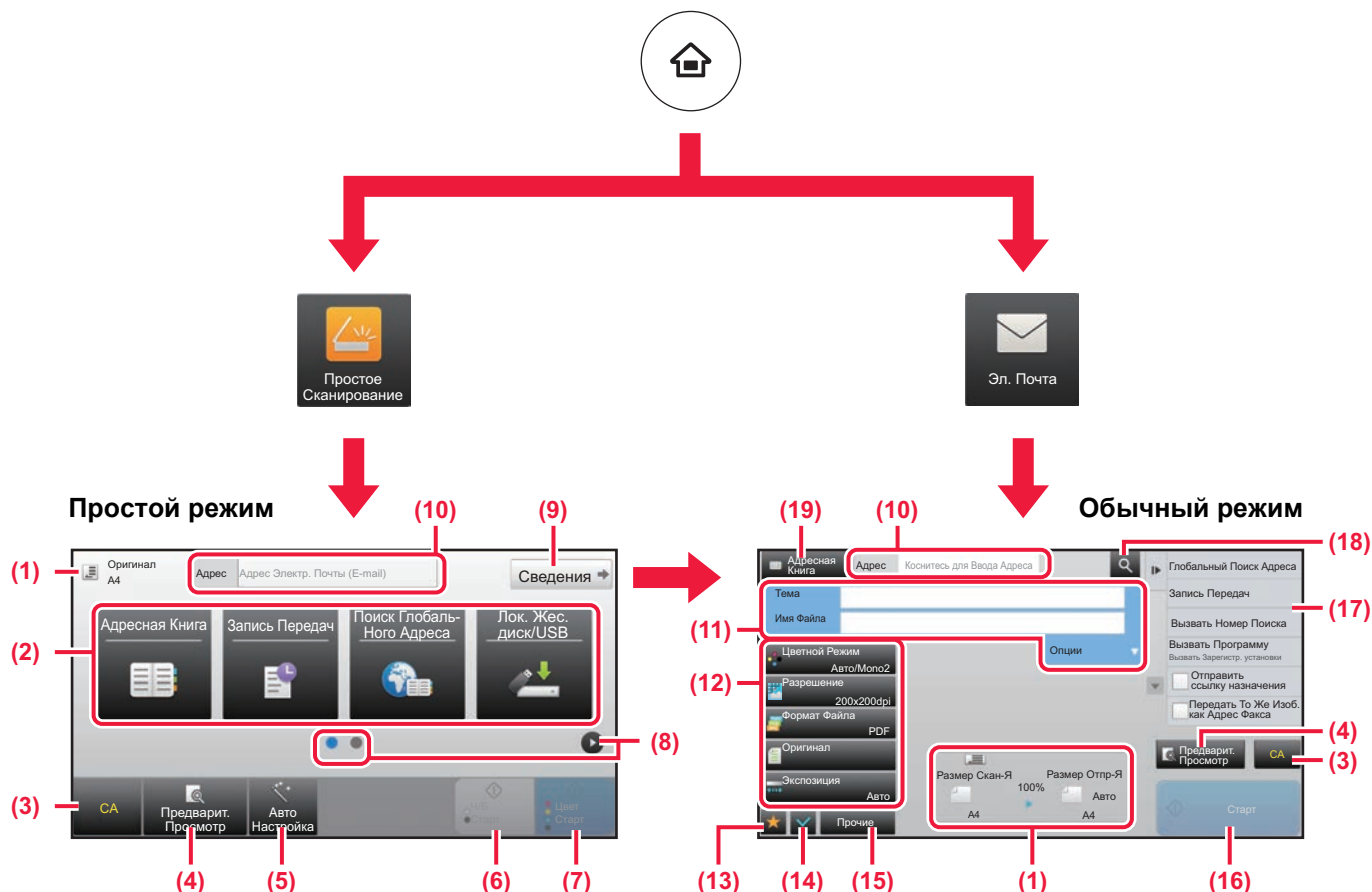 Простое
Сканирование
Эл. Почта
Простой режим
(10)
(9)
(1)
Оригинал
A4
Адрес
Адрес Электр. Почты (E-mail)
Сведения
(2)
Адресная Книга
Запись Передач
Поиск Глобаль-
Ного Адреса
Лок. Жес.
диск/USB
(8)
(3)
CA
Предварит.
Просмотр
Авто
Настройка
Ч/Б
Старт
Цвет
Старт
(4)
(5)
(6)
(7)
Обычный режим
(19)
(10)
(18)
Адресная
Книга
Адрес
Коснитесь для Ввода Адреса
(11)
Тема
Имя Файла
Опции
(12)
Цветной Режим
Авто/Mono2
Разрешение
200x200dpi
Формат Файла
PDF
Оригинал
Экспозиция
Авто
Прочие
Размер Скан-Я
100%
Размер Отпр-Я
Авто
A4
A4
Глобальный Поиск Адреса
Запись Передач
(17)
Вызвать Номер Поиска
Вызвать Программу
Вызвать Зарегистр. установки
Отправить
ссылку назначения
Передать То Же Изоб.
как Адрес Факса
(4)
Предварит.
Просмотр
CA
(3)
Старт
(13)
(14)
(15)
(1)
(16)